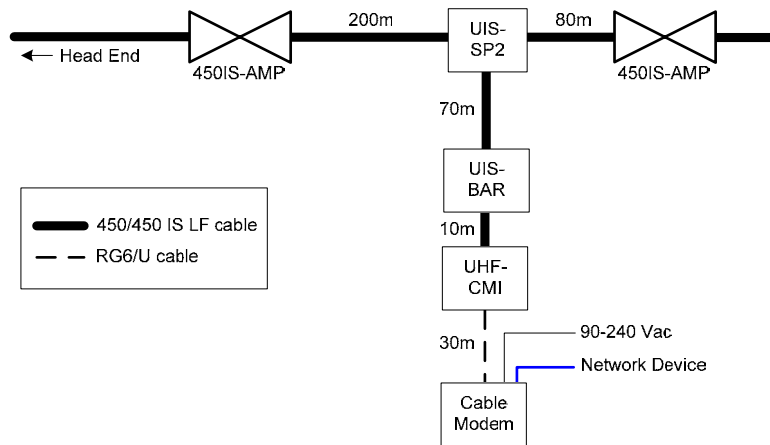 200m
UIS-
SP2
80m
Head End
450IS-AMP
450IS-AMP
70m
UIS-
BAR
450/450 IS LF cable
RG6/U cable
10m
UHF-
CMI
30m
90-240 Vac
Network Device
Cable
Modem